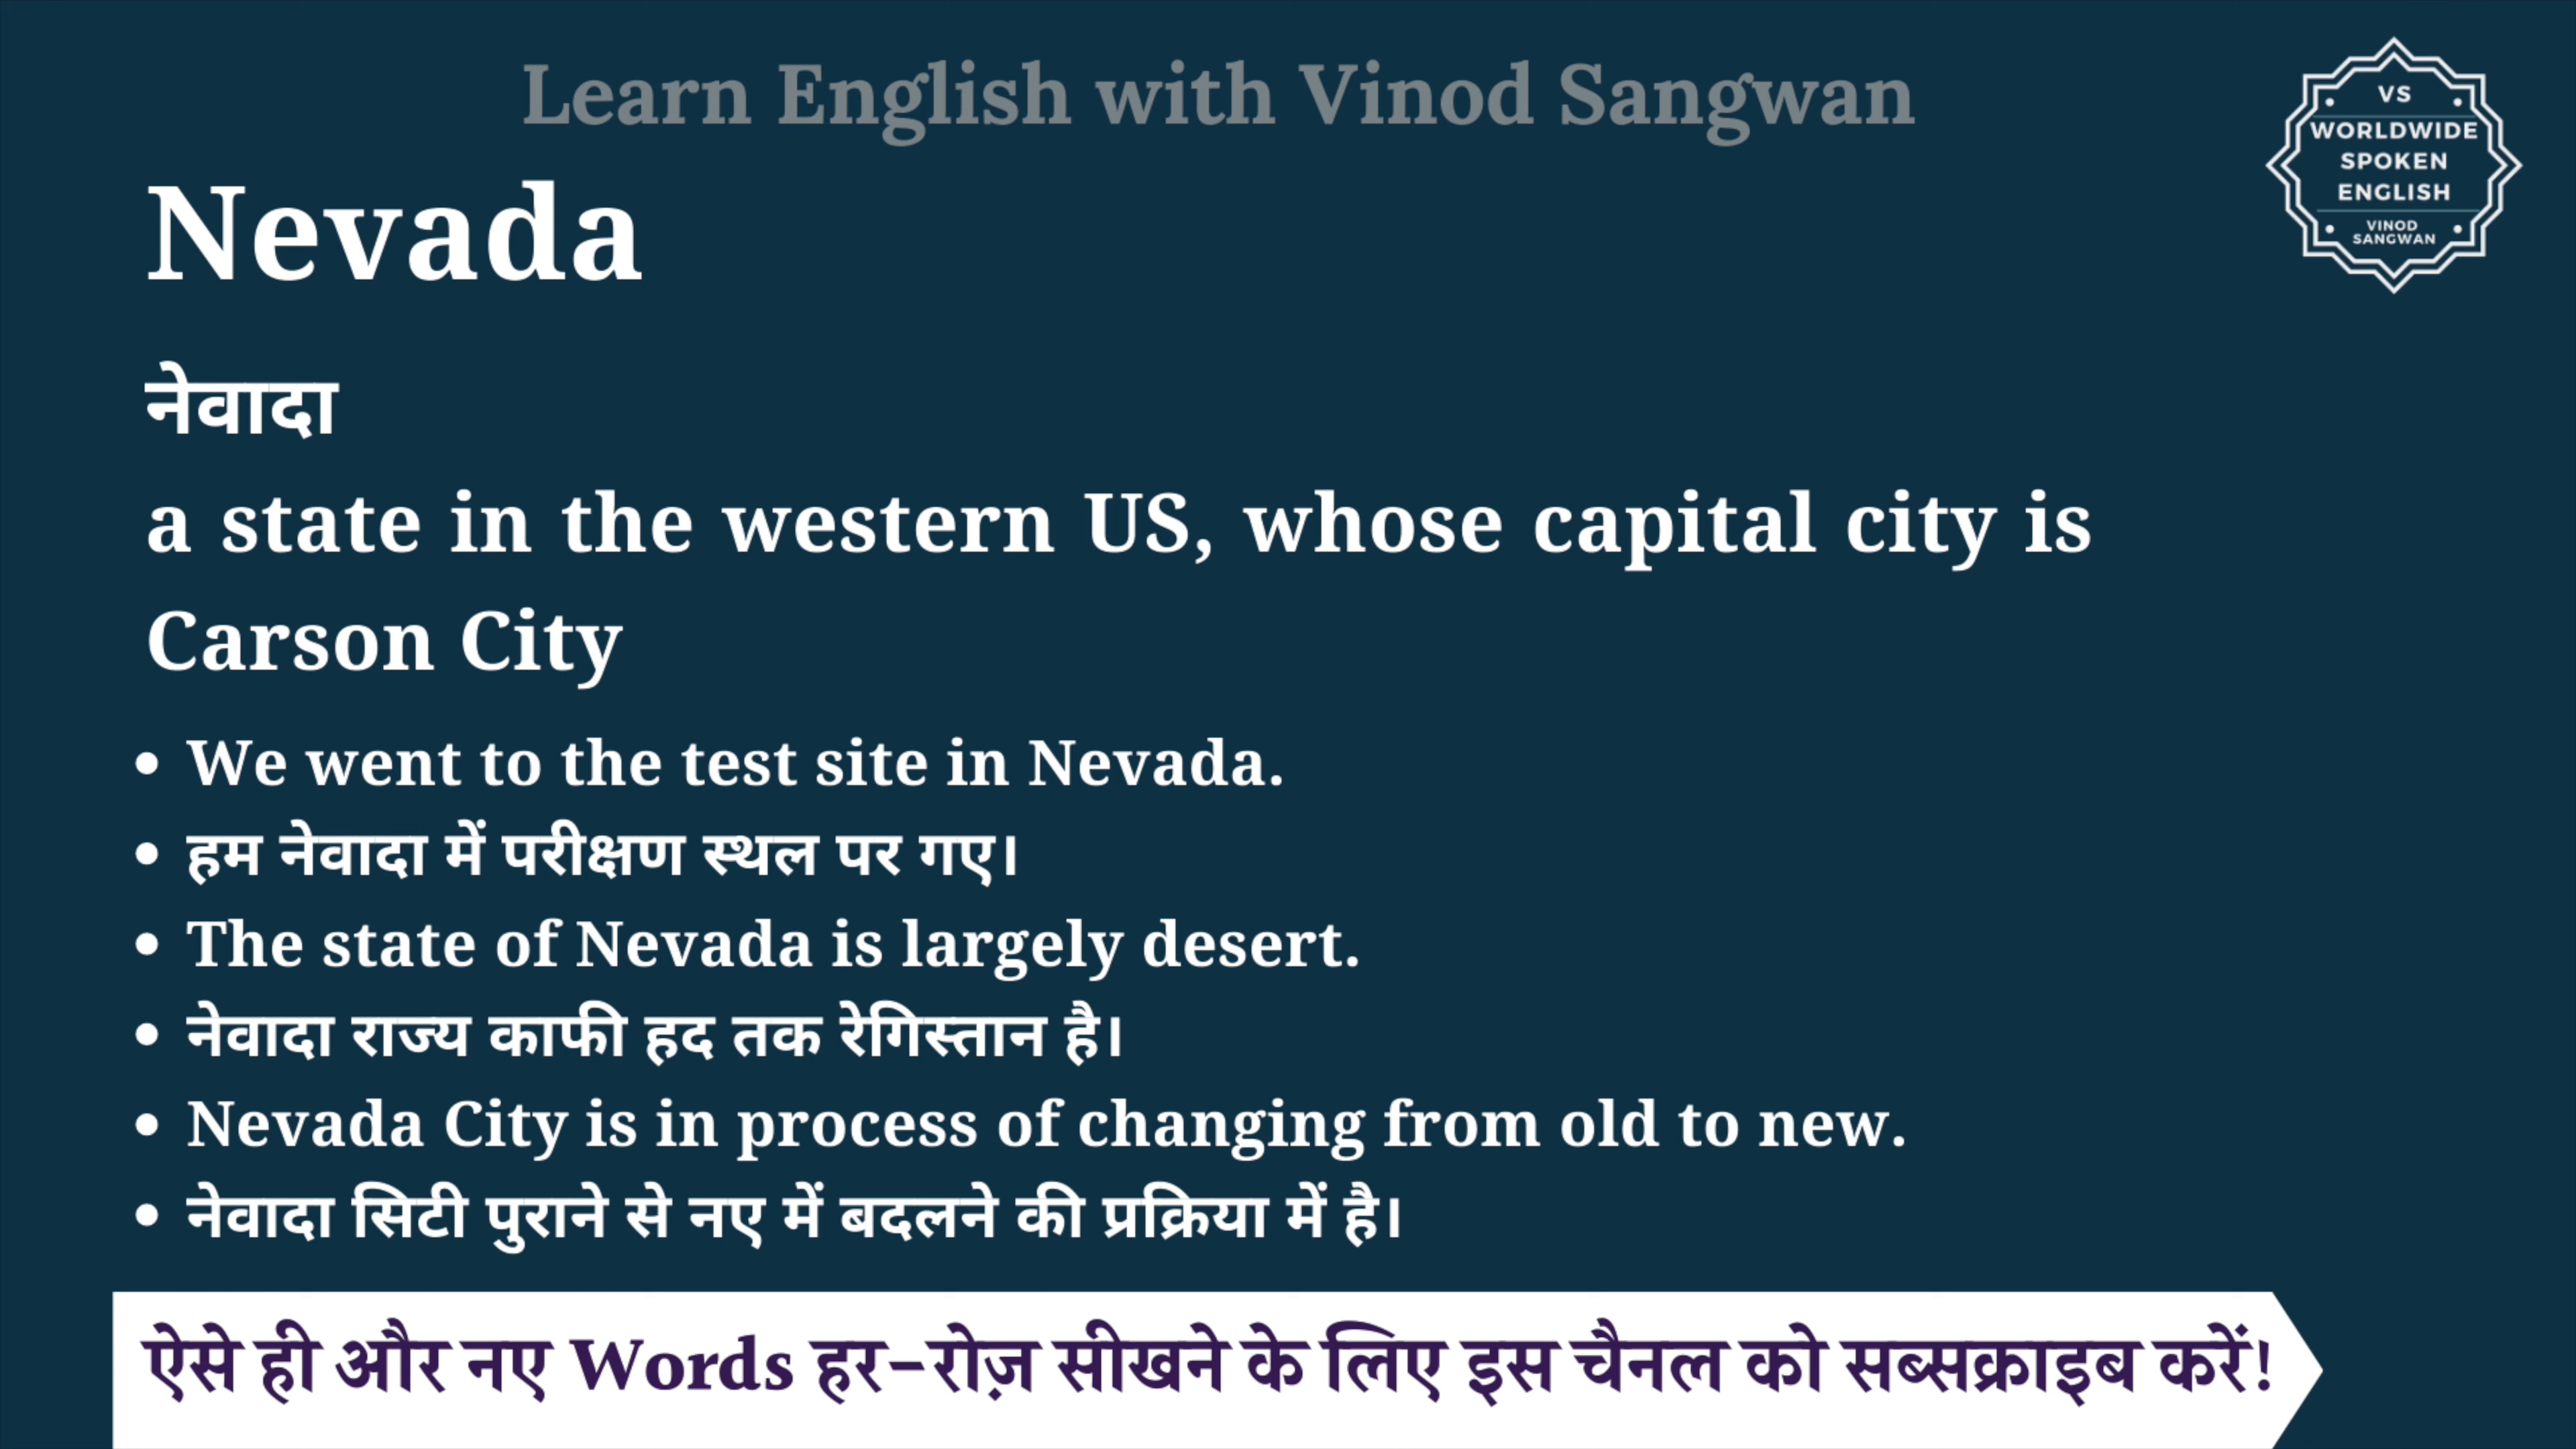 Learn English with Vinod Sangwan
VS
WORLDWIDE
SPOKEN
ENGLISH
VINOD
SANGWAN
Nevada
नेवादा
a state in the western US, whose capital city is
Carson City
• We went to the test site in Nevada.
• हम नेवादा में परीक्षण स्थल पर गए।
• The state of Nevada is largely desert.
• नेवादा राज्य काफी हद तक रेगिस्तान है।
• Nevada City is in process of changing from old to new.
• नेवादा सिटी पुराने से नए में बदलने की प्रक्रिया में है।
ऐसे ही और नए Words हर-रोज़ सीखने के लिए इस चैनल को सब्सक्राइब करें!